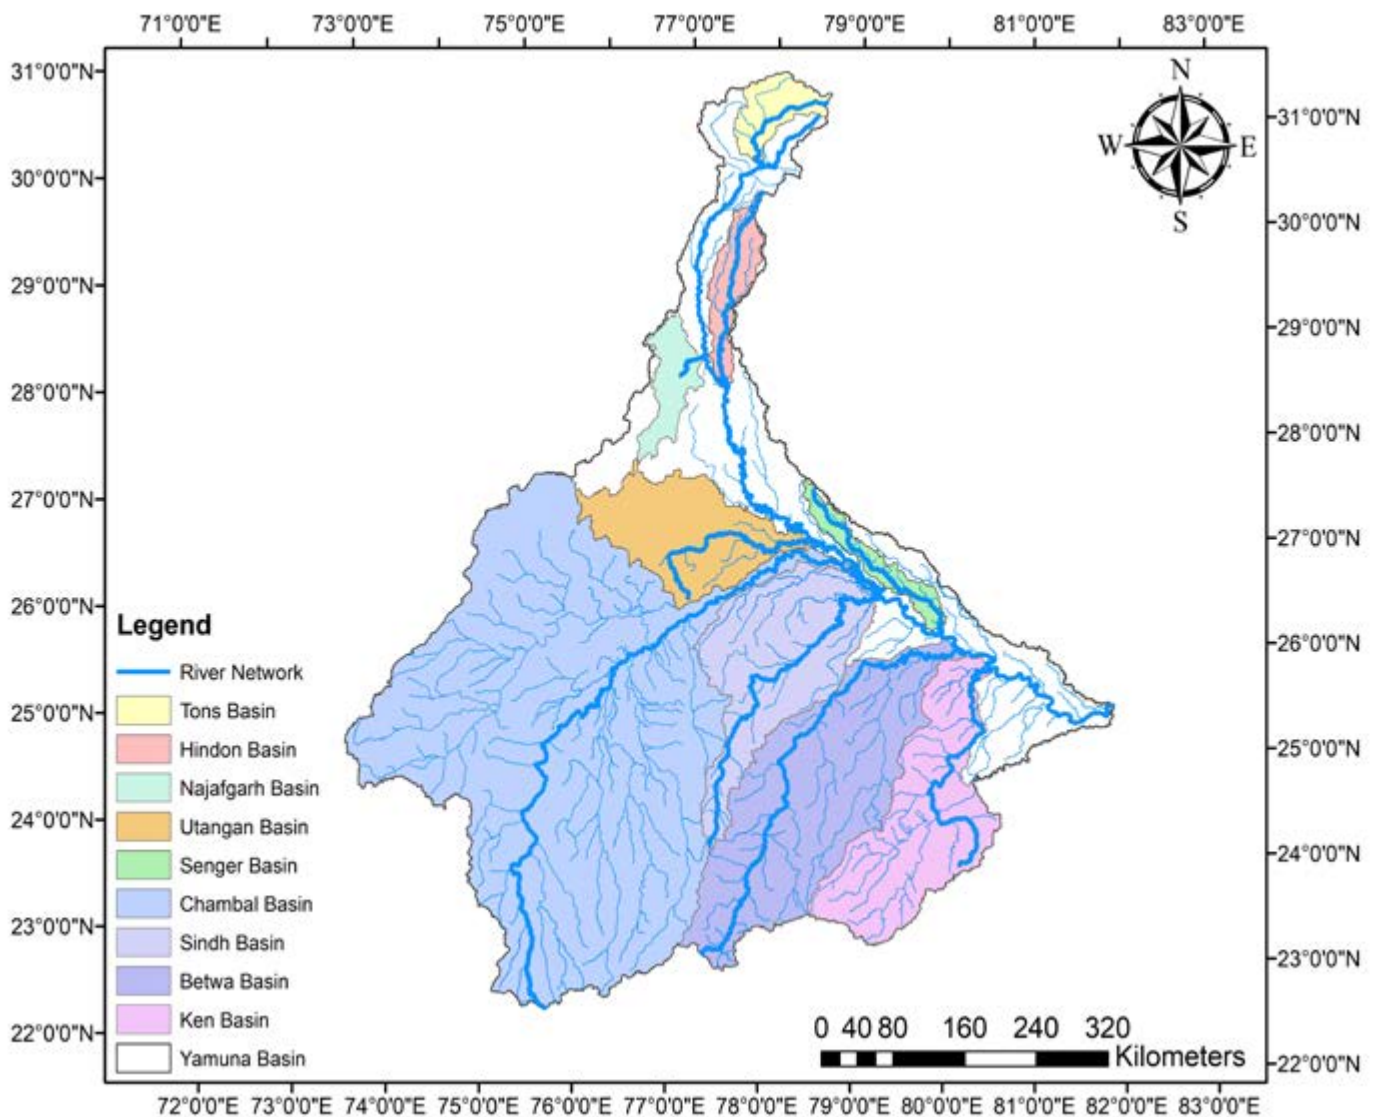 71°0'0"E 73°0'0"E 75°0'0"E 77°0'0"E 79°0'0"E 81°0'0"E 83°0'0"E
31°0'0"N
30°0'0"N
29°0'0"N
28°0'0"N
27°0'0"N
26°0'0"N
25°0'0"N
24°0'0"N
23°0'0"N
22°0'0"N
N
W E
S
31°0'0"N
30°0'0"N
29°0'0"N
28°0'0"N
27°0'0"N
26°0'0"N
25°0'0"N
24°0'0"N
23°0'0"N
22°0'0"N
Legend
River Network
Tons Basin
Hindon Basin
Najafgarh Basin
Utangan Basin
Senger Basin
Chambal Basin
Sindh Basin
Betwa Basin
Ken Basin
Yamuna Basin
0 40 80 160 240 320
Kilometers
72°0'0"E 73°0'0"E 74°0'0"E 75°0'0"E 76°0'0"E 77°0'0"E 78°0'0"E 79°0'0"E 80°0'0"E 81°0'0"E 82°0'0"E 83°0'0"E